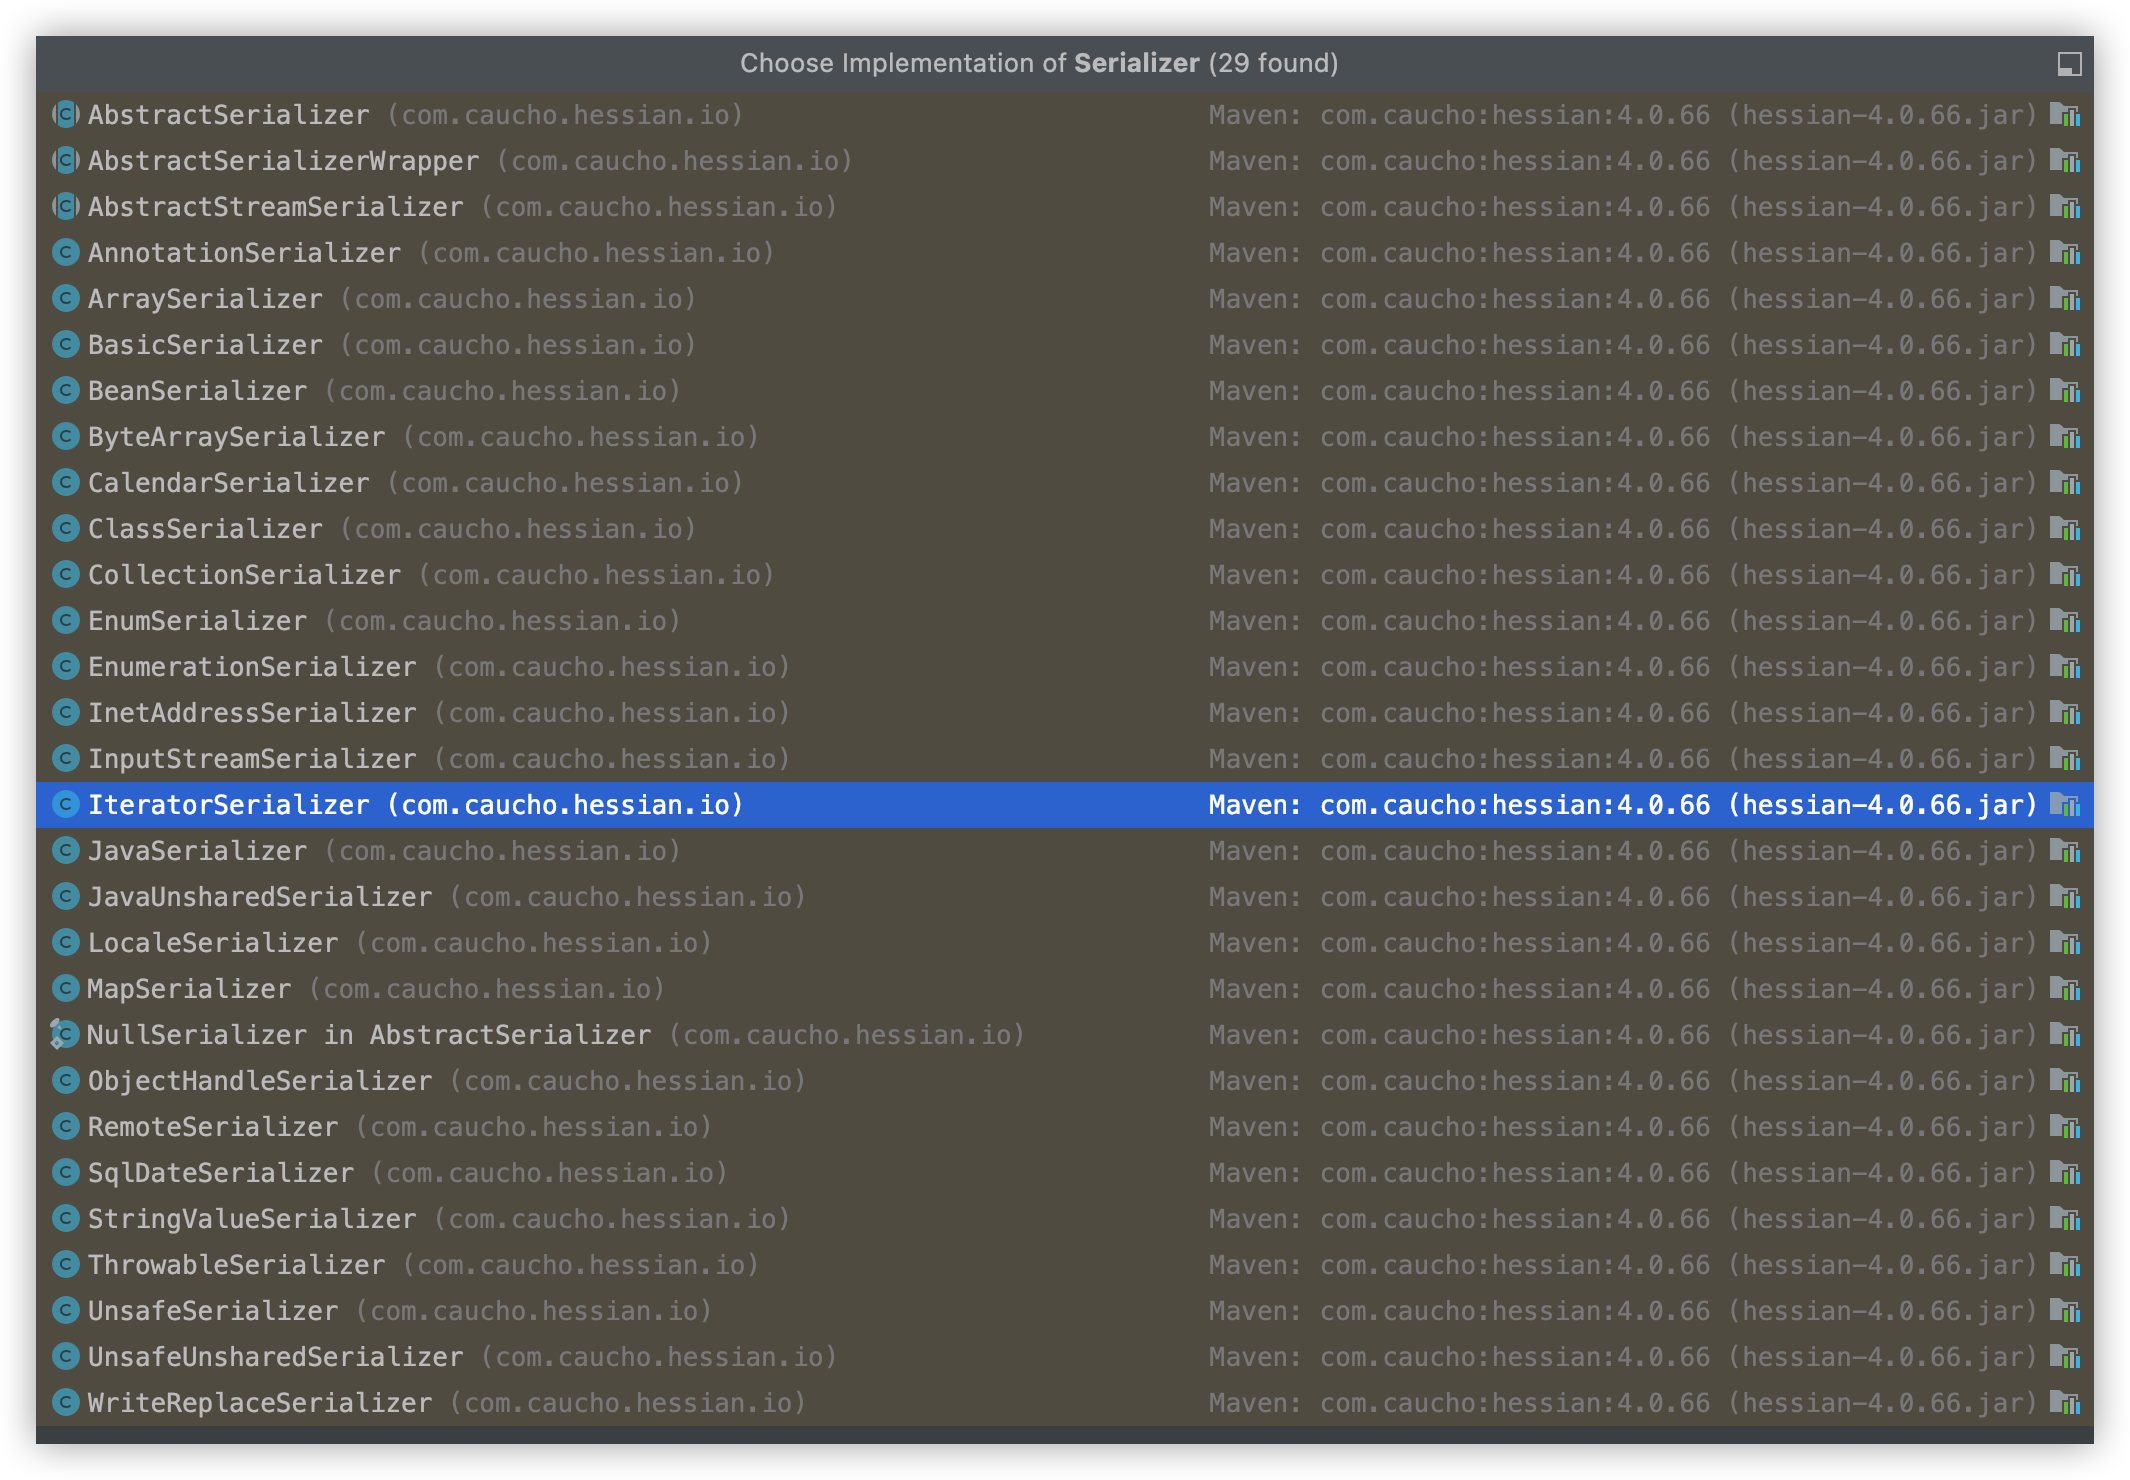 Choose Implementation of Serializer (29 found)
AbstractSerializer (com.caucho.hessian.io) Maven: com.caucho:hessian:4.0.66 (hessian-4.0.66.jar)
AbstractSerializerWrapper (com.caucho.hessian.io) Maven: com.caucho:hessian:4.0.66 (hessian-4.0.66.jar)
AbstractStreamSerializer (com.caucho.hessian.io) Maven: com.caucho:hessian:4.0.66 (hessian-4.0.66.jar)
AnnotationSerializer (com.caucho.hessian.io) Maven: com.caucho:hessian:4.0.66 (hessian-4.0.66.jar)
ArraySerializer (com.caucho.hessian.io) Maven: com.caucho:hessian:4.0.66 (hessian-4.0.66.jar)
BasicSerializer (com.caucho.hessian.io) Maven: com.caucho:hessian:4.0.66 (hessian-4.0.66.jar)
BeanSerializer (com.caucho.hessian.io) Maven: com.caucho:hessian:4.0.66 (hessian-4.0.66.jar)
ByteArraySerializer (com.caucho.hessian.io) Maven: com.caucho:hessian:4.0.66 (hessian-4.0.66.jar)
CalendarSerializer (com.caucho.hessian.io) Maven: com.caucho:hessian:4.0.66 (hessian-4.0.66.jar)
ClassSerializer (com.caucho.hessian.io) Maven: com.caucho:hessian:4.0.66 (hessian-4.0.66.jar)
CollectionSerializer (com.caucho.hessian.io) Maven: com.caucho:hessian:4.0.66 (hessian-4.0.66.jar)
EnumSerializer (com.caucho.hessian.io) Maven: com.caucho:hessian:4.0.66 (hessian-4.0.66.jar)
EnumerationSerializer (com.caucho.hessian.io) Maven: com.caucho:hessian:4.0.66 (hessian-4.0.66.jar)
InetAddressSerializer (com.caucho.hessian.io) Maven: com.caucho:hessian:4.0.66 (hessian-4.0.66.jar)
InputStreamSerializer (com.caucho.hessian.io) Maven: com.caucho:hessian:4.0.66 (hessian-4.0.66.jar)
IteratorSerializer (com.caucho.hessian.io) Maven: com.caucho:hessian:4.0.66 (hessian-4.0.66.jar)
JavaSerializer (com.caucho.hessian.io) Maven: com.caucho:hessian:4.0.66 (hessian-4.0.66.jar)
JavaUnsharedSerializer (com.caucho.hessian.io) Maven: com.caucho:hessian:4.0.66 (hessian-4.0.66.jar)
LocaleSerializer (com.caucho.hessian.io) Maven: com.caucho:hessian:4.0.66 (hessian-4.0.66.jar)
MapSerializer (com.caucho.hessian.io) Maven: com.caucho:hessian:4.0.66 (hessian-4.0.66.jar)
NullSerializer in AbstractSerializer (com.caucho.hessian.io) Maven: com.caucho:hessian:4.0.66 (hessian-4.0.66.jar)
ObjectHandleSerializer (com.caucho.hessian.io) Maven: com.caucho:hessian:4.0.66 (hessian-4.0.66.jar)
RemoteSerializer (com.caucho.hessian.io) Maven: com.caucho:hessian:4.0.66 (hessian-4.0.66.jar)
SqlDateSerializer (com.caucho.hessian.io) Maven: com.caucho:hessian:4.0.66 (hessian-4.0.66.jar)
StringValueSerializer (com.caucho.hessian.io) Maven: com.caucho:hessian:4.0.66 (hessian-4.0.66.jar)
ThrowableSerializer (com.caucho.hessian.io) Maven: com.caucho:hessian:4.0.66 (hessian-4.0.66.jar)
UnsafeSerializer (com.caucho.hessian.io) Maven: com.caucho:hessian:4.0.66 (hessian-4.0.66.jar)
UnsafeUnsharedSerializer (com.caucho.hessian.io) Maven: com.caucho:hessian:4.0.66 (hessian-4.0.66.jar)
WriteReplaceSerializer (com.caucho.hessian.io) Maven: com.caucho:hessian:4.0.66 (hessian-4.0.66.jar)